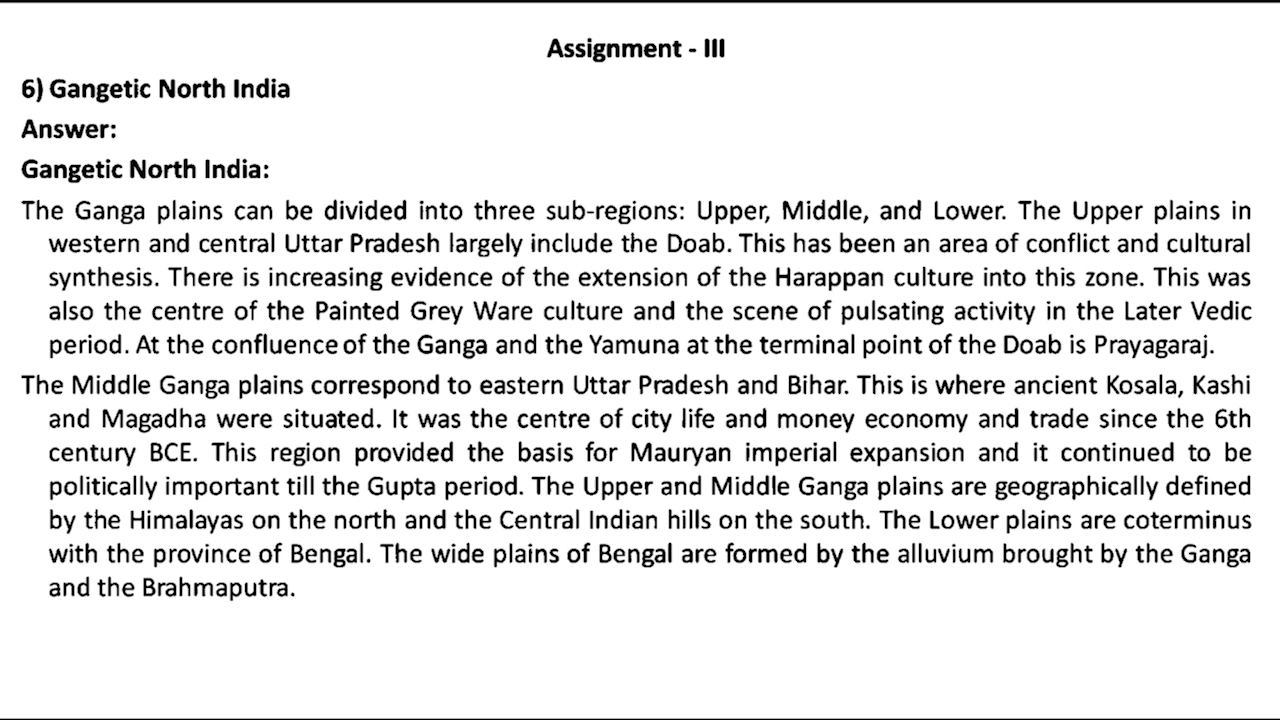 Assignment - III
6) Gangetic North India
Answer:
Gangetic North India:
The Ganga plains can be divided into three sub-regions: Upper, Middle, and Lower. The Upper plains in
western and central Uttar Pradesh largely include the Doab. This has been an area of conflict and cultural
synthesis. There is increasing evidence of the extension of the Harappan culture into this zone. This was
also the centre of the Painted Grey Ware culture and the scene of pulsating activity in the Later Vedic
period. At the confluence of the Ganga and the Yamuna at the terminal point of the Doab is Prayagaraj.
The Middle Ganga plains correspond to eastern Uttar Pradesh and Bihar. This is where ancient Kosala, Kashi
and Magadha were situated. It was the centre of city life and money economy and trade since the 6th
century BCE. This region provided the basis for Mauryan imperial expansion and it continued to be
politically important till the Gupta period. The Upper and Middle Ganga plains are geographically defined
by the Himalayas on the north and the Central Indian hills on the south. The Lower plains are coterminus
with the province of Bengal. The wide plains of Bengal are formed by the alluvium brought by the Ganga
and the Brahmaputra.